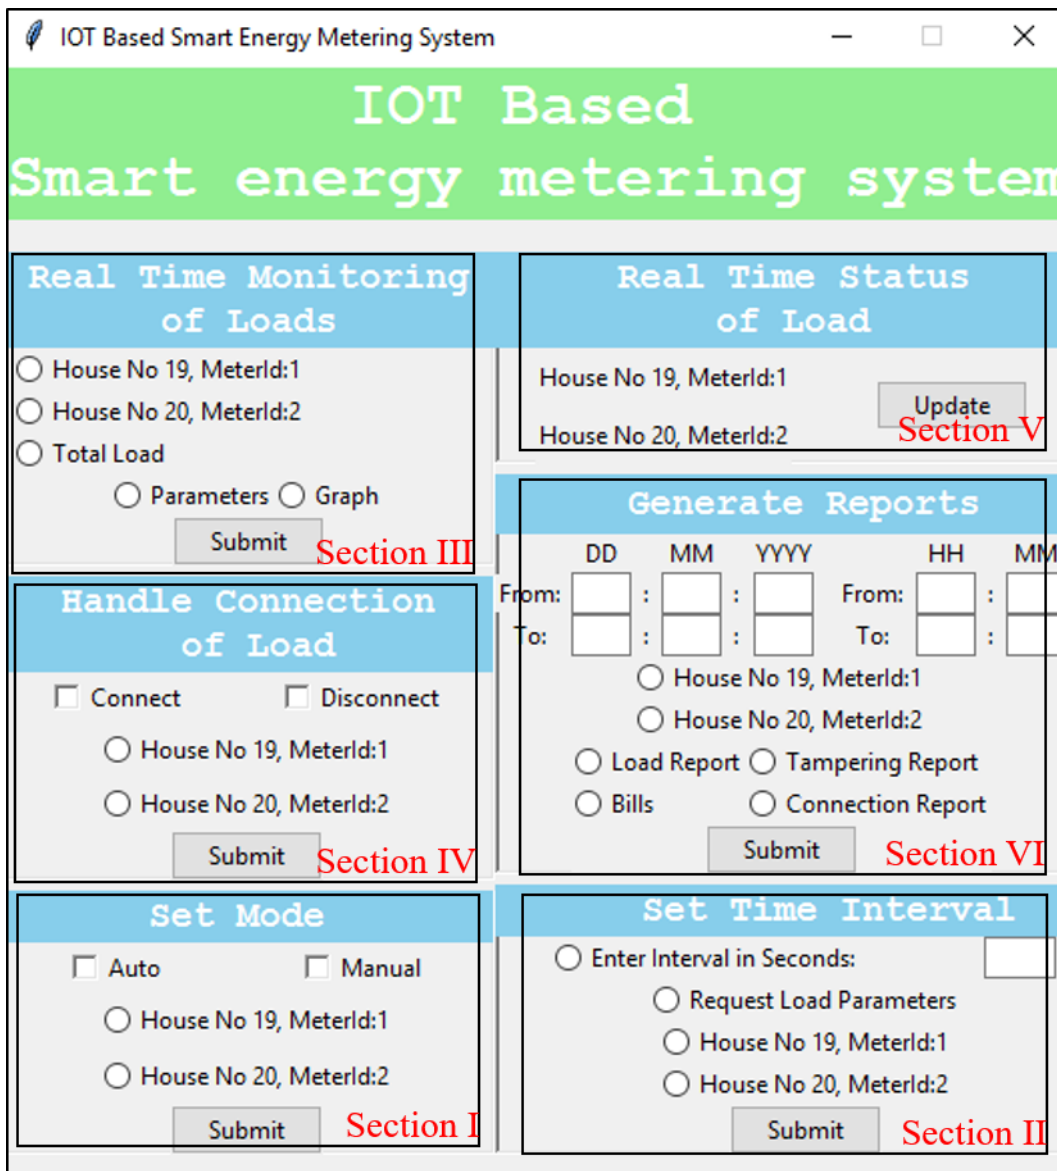 IOT Based Smart Energy Metering System
IOT Based
Smart energy metering system
Real Time Monitoring
of Loads
House No 19, MeterId:1
House No 20, MeterId:2
Total Load
Parameters Graph
Submit
Section III
Handle Connection
of Load
Connect Disconnect
House No 19, MeterId:1
House No 20, MeterId:2
Submit
Section IV
Set Mode
Auto Manual
House No 19, MeterId:1
House No 20, MeterId:2
Submit
Section I
Real Time Status
of Load
House No 19, MeterId:1
Update
House No 20, MeterId:2
Section V
Generate Reports
DD MM YYYY HH MM
From: : : From: :
To: : : To: :
House No 19, MeterId:1
House No 20, MeterId:2
Load Report Tampering Report
Bills Connection Report
Submit
Section VI
Set Time Interval
Enter Interval in Seconds:
Request Load Parameters
House No 19, MeterId:1
House No 20, MeterId:2
Submit
Section II